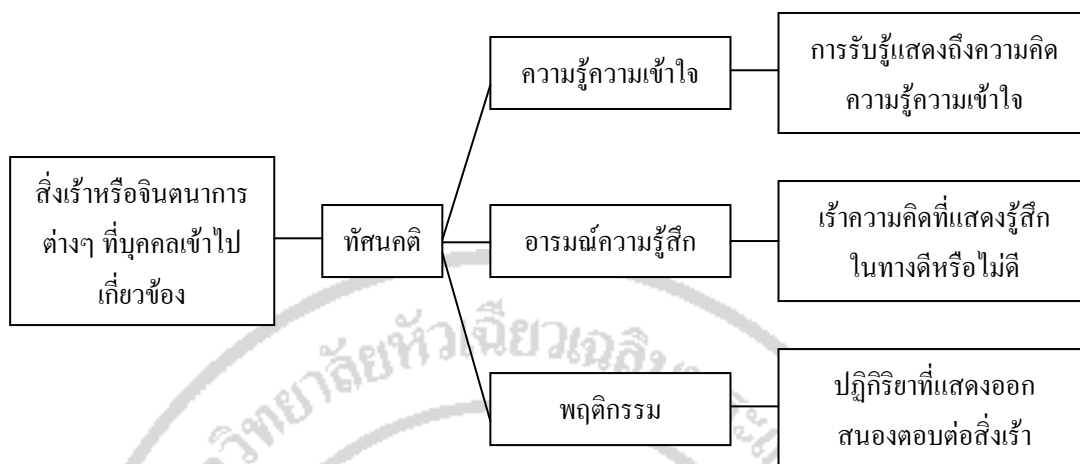 สิ่งเร้าหรือจินตนาการ
ต่างๆ ที่บุคคลเข้าไป
เกี่ยวข้อง
ทัศนคติ
ความรู้ความเข้าใจ
การรับรู้แสดงถึงความคิด
ความรู้ความเข้าใจ
อารมณ์ความรู้สึก
เร้าความคิดที่แสดงรู้สึก
ในทางดีหรือไม่ดี
พฤติกรรม
ปฏิกิริยาที่แสดงออก
สนองตอบต่อสิ่งเร้า